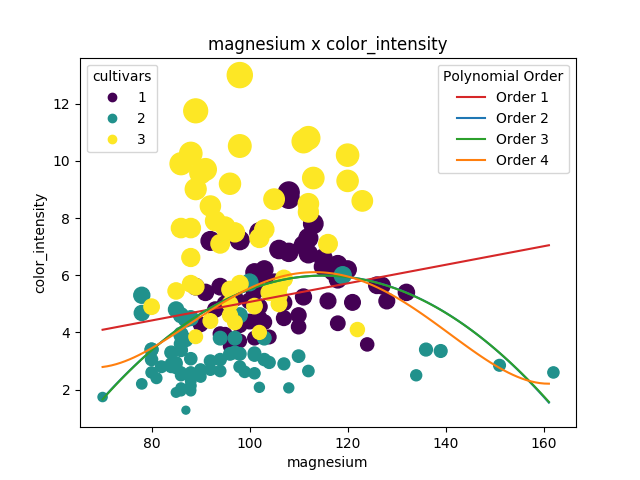 magnesium x color_intensity
cultivars
1
2
3
Polynomial Order
Order 1
Order 2
Order 3
Order 4
color_intensity
12
10
8
6
4
2
80
100
120
140
160
magnesium